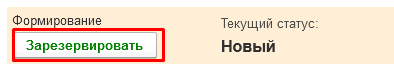 Формирование
Зарезервировать
Текущий статус:
Новый